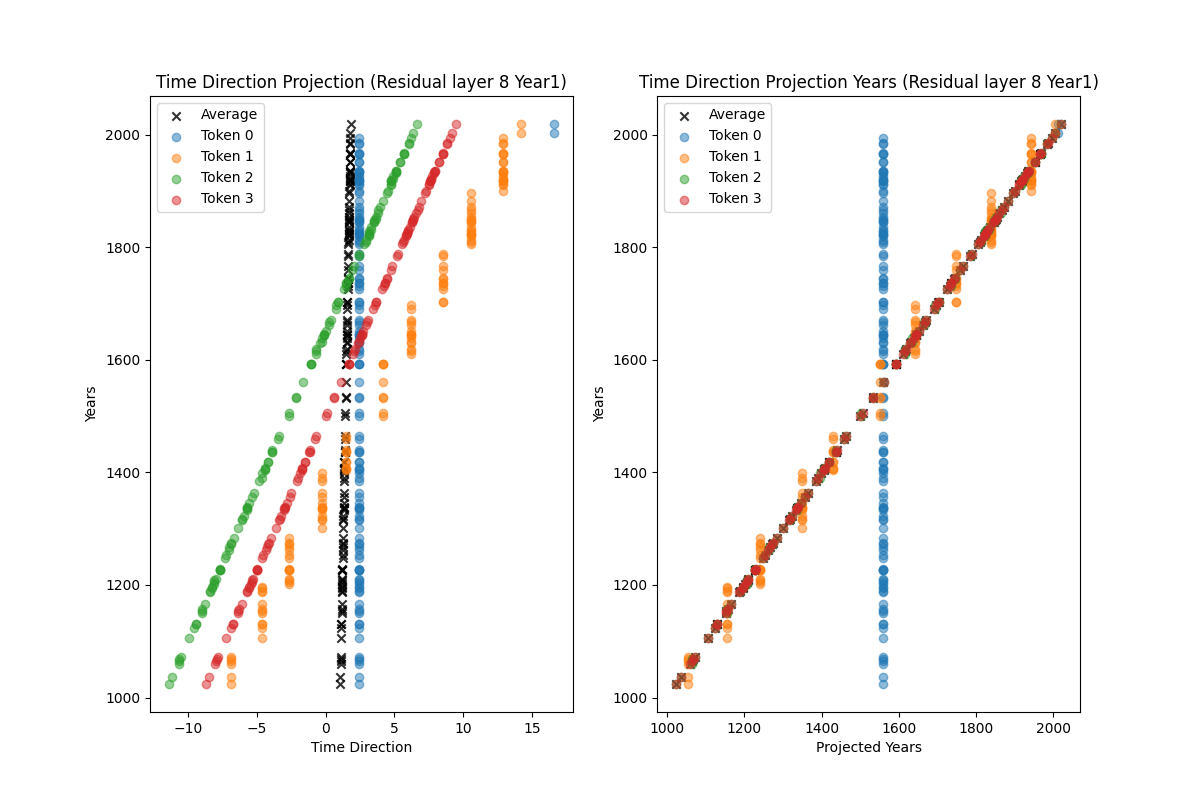 Time Direction Projection (Residual layer 8 Year1)
Average
Token 0
Token 1
Token 2
Token 3
2000
1800
1600
1400
1200
1000
Years
−10
−5
0
5
10
15
Time Direction
Time Direction Projection Years (Residual layer 8 Year1)
Average
Token 0
Token 1
Token 2
Token 3
2000
1800
1600
1400
1200
1000
Years
1000
1200
1400
1600
1800
2000
Projected Years